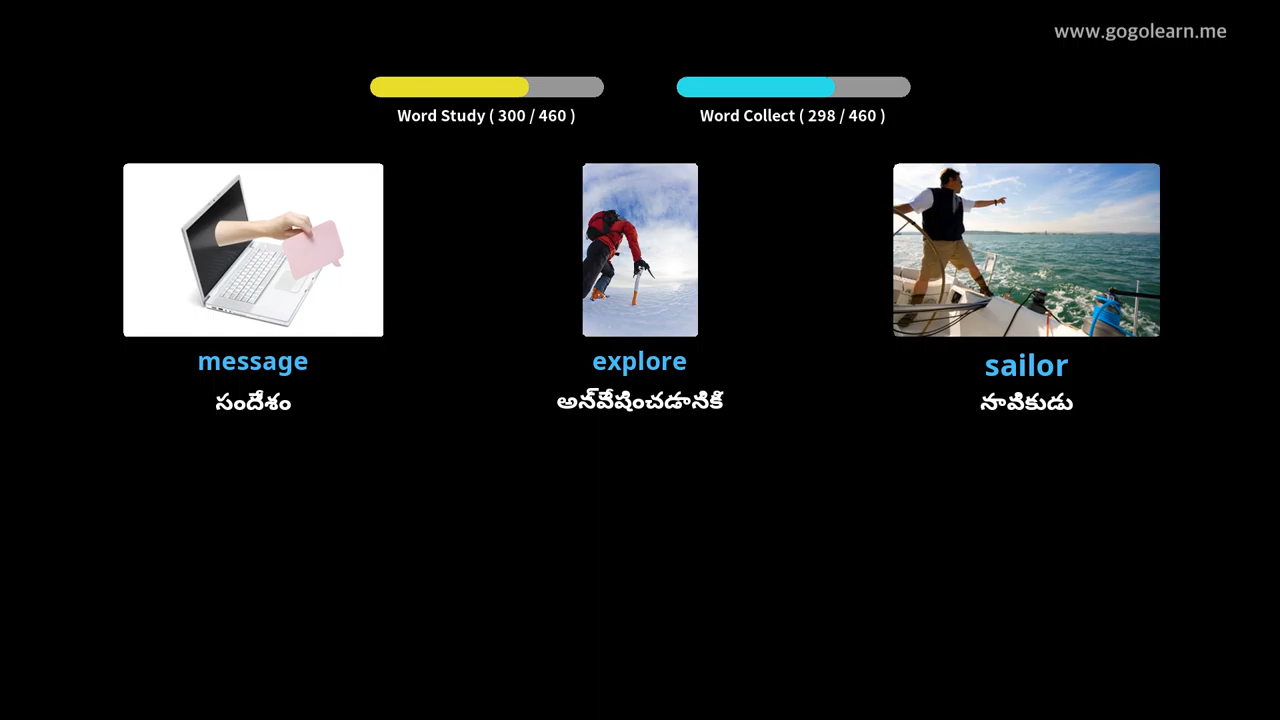 www.gogolearn.me
Word Study ( 300 / 460 )
Word Collect ( 298 / 460 )
message
explore
sailor
సందేశం
అన్‌వేషించడానికి
నావికుడు